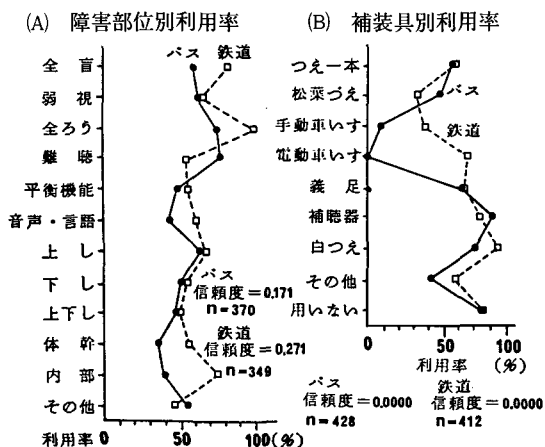 (A) 障害部位別利用率
バス 鉄道
全盲
弱視
全ろう
難聴
平衡機能
音声・言語
上し
下し
上下し
体幹
内部
その他
バス
信頼度=0.171
n=370
鉄道
信頼度=0.271
n=349
50 100(%)
利用率
(B) 補装具別利用率
つえ一本
松葉づえ
手動車いす
電動車いす
義足
補聴器
白つえ
その他
用いない
バス
鉄道
0 50 100
利用率 (%)
バス
信頼度=0.0000
n=428
鉄道
信頼度=0.0000
n=412